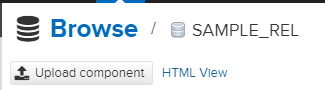 Browse / SAMPLE_REL
Upload component HTML View